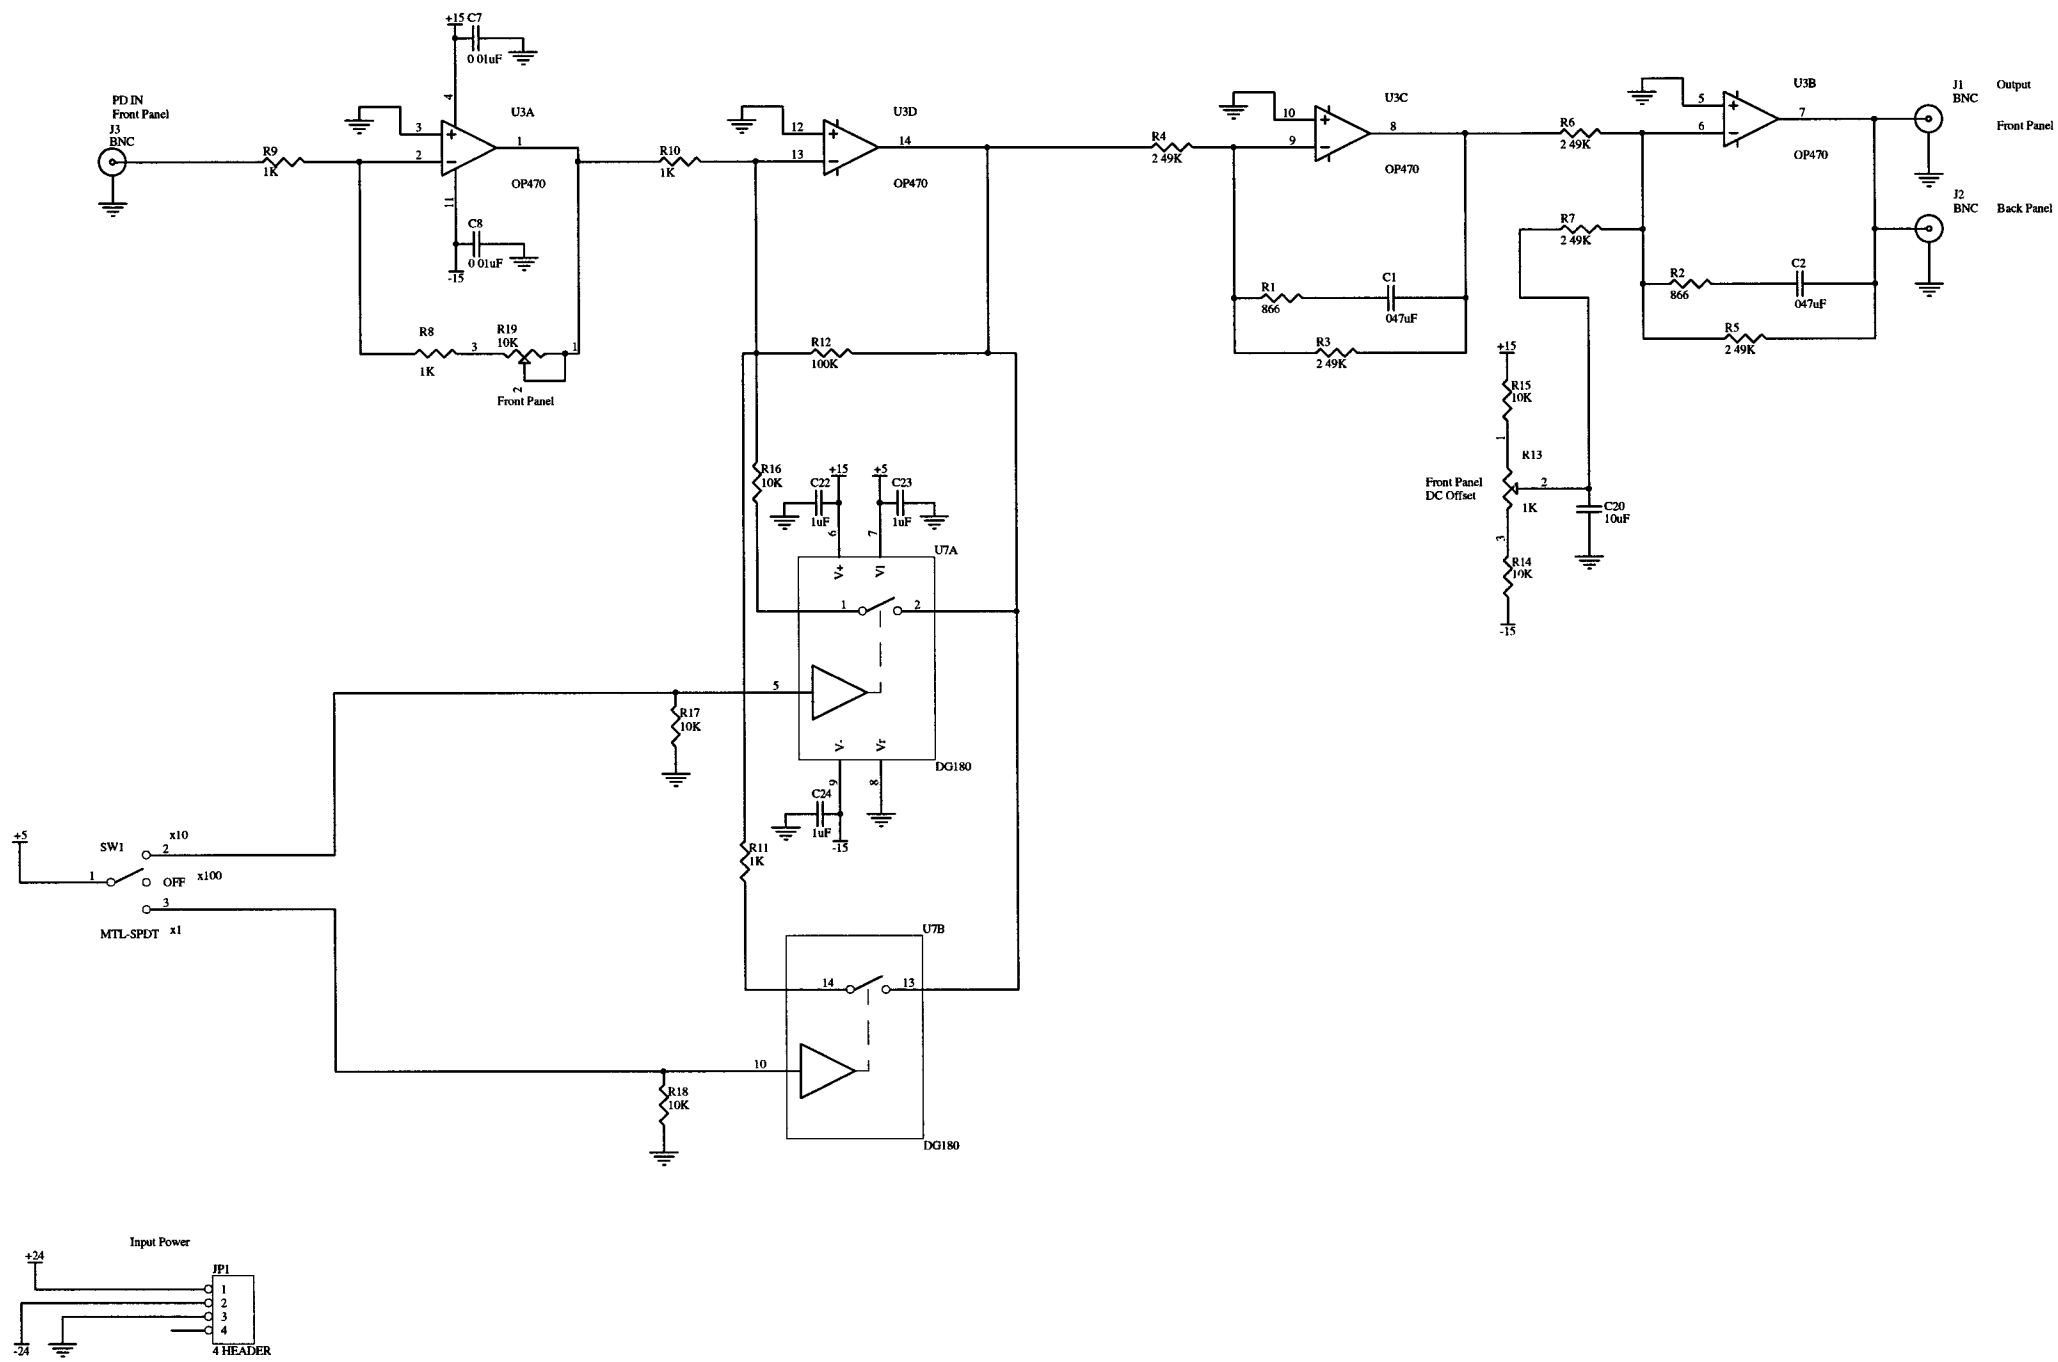 +15 C7
0 01uF
4
PD IN
Front Panel
J3
BNC
R9
1K
3
2
U3A
1
OP470
11
C8
0 01uF
-15
R8
1K
3
R19
10K
1
2
Front Panel
R10
1K
12
13
U3D
14
OP470
R12
100K
R4
2 49K
10
9
U3C
8
OP470
R1
866
C1
047uF
R3
2 49K
R6
2 49K
5
6
U3B
7
OP470
J1
BNC
Output
Front Panel
J2
BNC
Back Panel
R7
2 49K
R2
866
C2
047uF
R5
2 49K
+15
R15
10K
1
R13
Front Panel
DC Offset
2
1K
C20
10uF
3
R14
10K
-15
R16
10K
+15
+5
C22
1uF
C23
1uF
6
7
U7A
V+
Vl
1
2
5
R17
10K
V-
Vr
DG180
9
8
C24
1uF
-15
+5
SW1
x10
2
1
OFF
x100
3
MTL-SPDT
x1
R11
1K
U7B
14
13
10
R18
10K
DG180
Input Power
+24
JP1
1
2
3
4
-24
4 HEADER